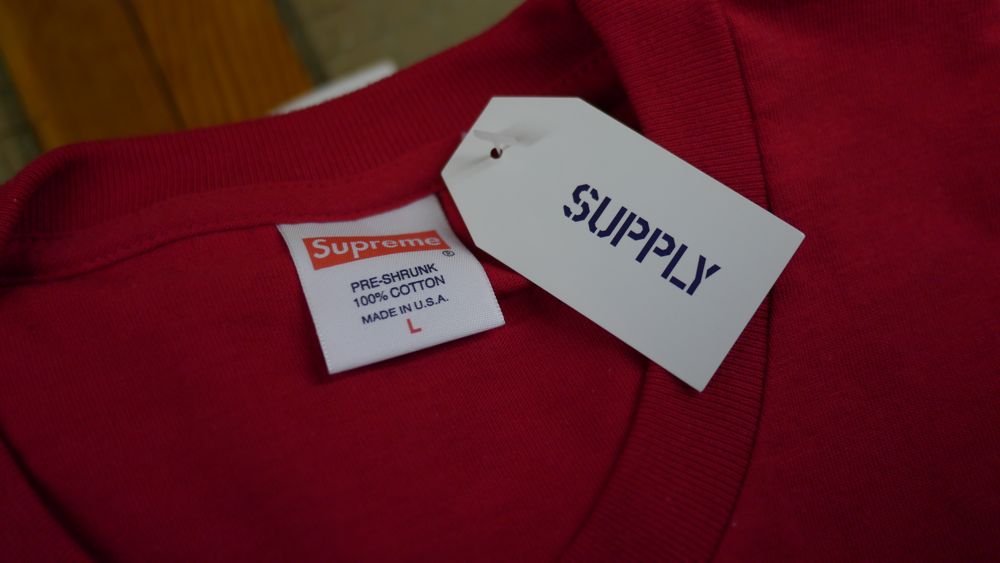 Supreme®
PRE-SHRUNK
100% COTTON
MADE IN U.S.A.
L
SUPPLY